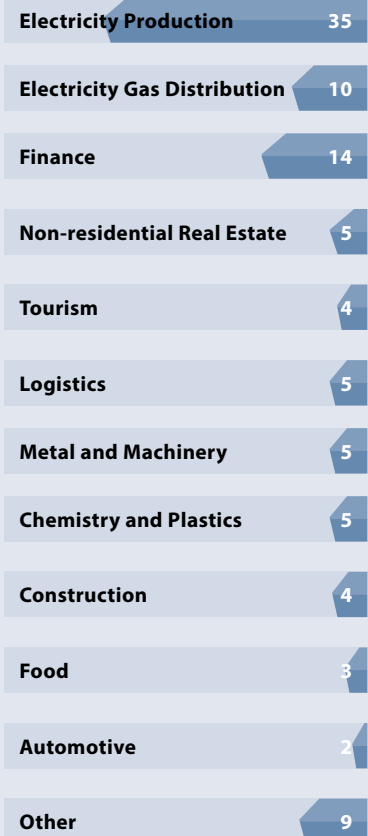 Electricity Production 35
Electricity Gas Distribution 10
Finance 14
Non-residential Real Estate 5
Tourism 4
Logistics 5
Metal and Machinery 5
Chemistry and Plastics 5
Construction 4
Food 3
Automotive 2
Other 9